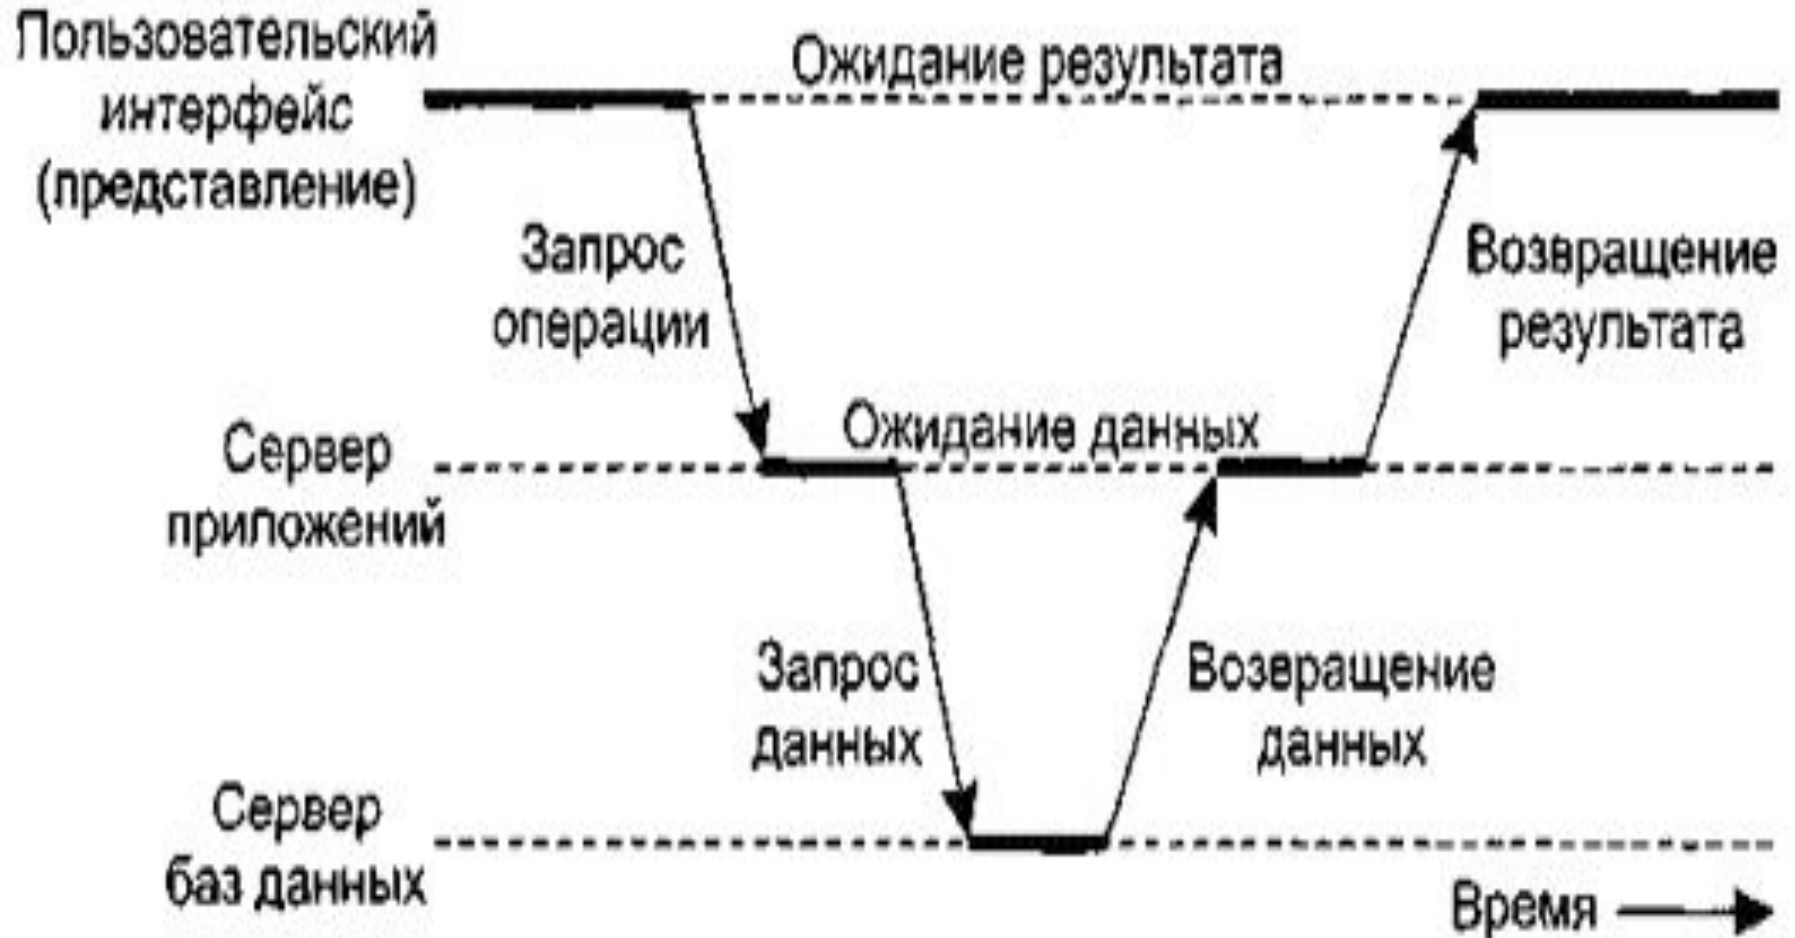 Пользовательский
интерфейс
(представление)
Ожидание результата
Запрос
операции
Возвращение
результата
Сервер
приложений
Ожидание данных
Запрос
данных
Возвращение
данных
Сервер
баз данных
Время